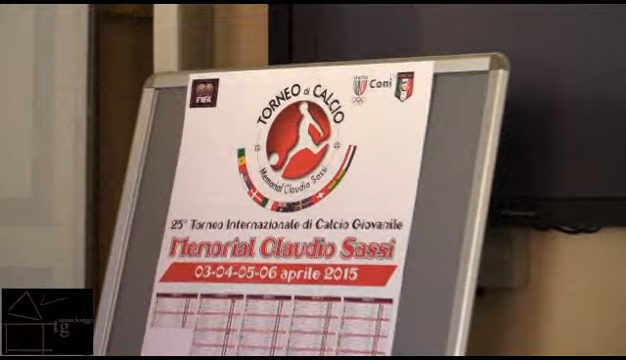 FIFA
Coni
TORNEO di CALCIO
Memorial Claudio Sassi
25° Torneo Internazionale di Calcio Giovanile
Memorial Claudio Sassi
03-04-05-06 aprile 2015
tg